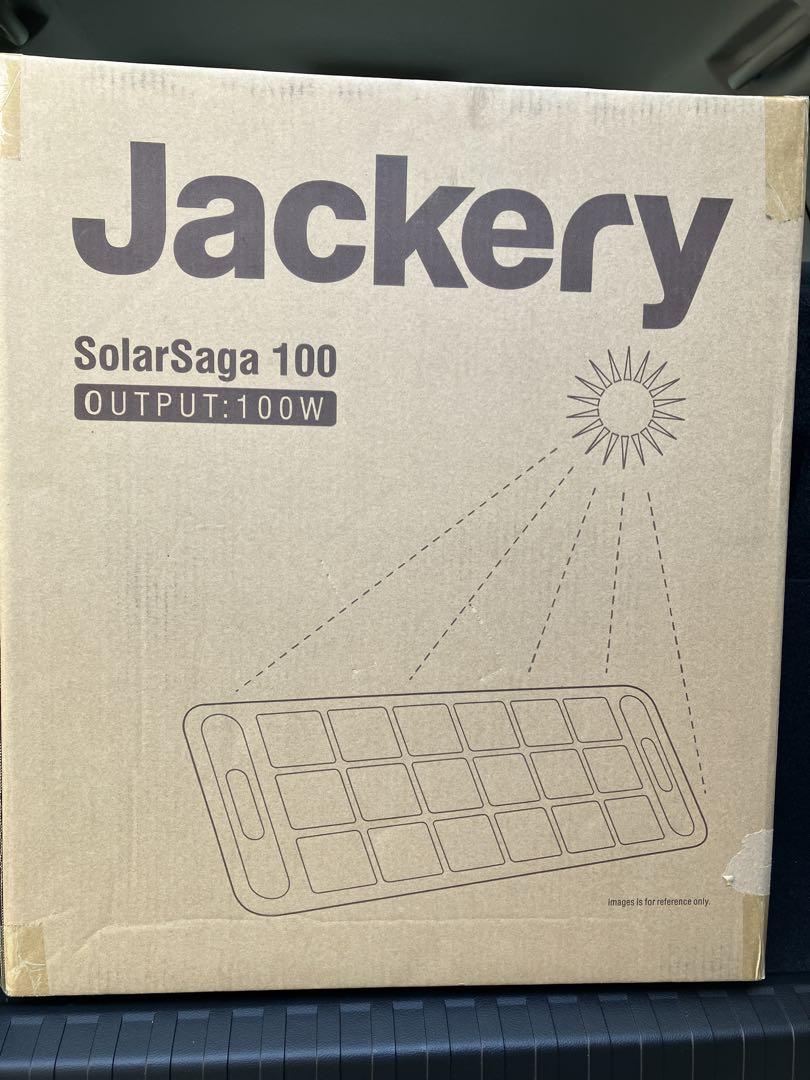 Jackery
SolarSaga 100
OUTPUT:100W
Images is for reference only.